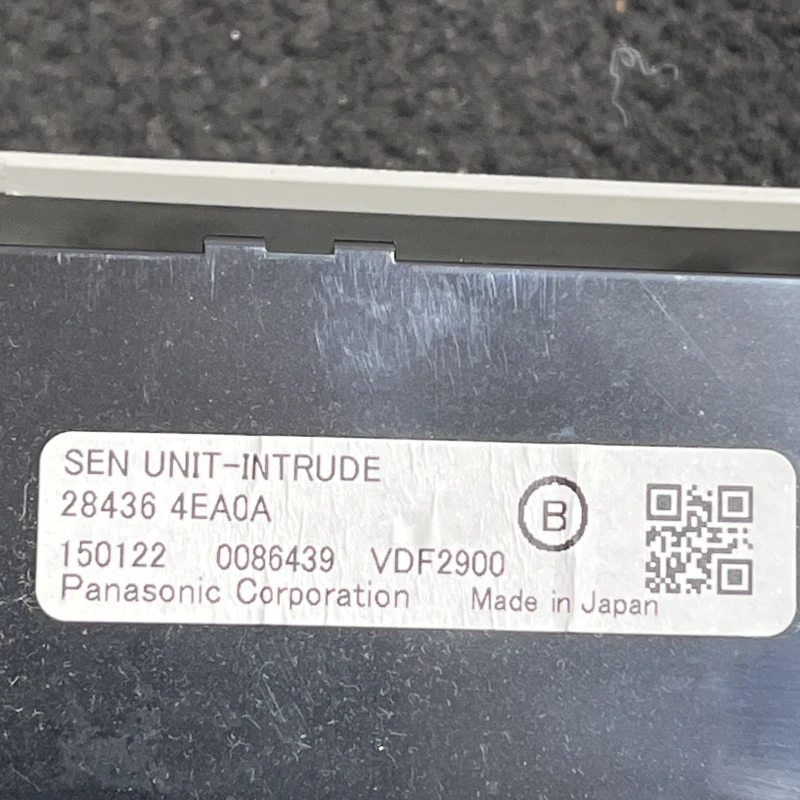 SEN UNIT-INTRUDE
28436 4EA0A
B
150122 0086439 VDF2900
Panasonic Corporation Made in Japan